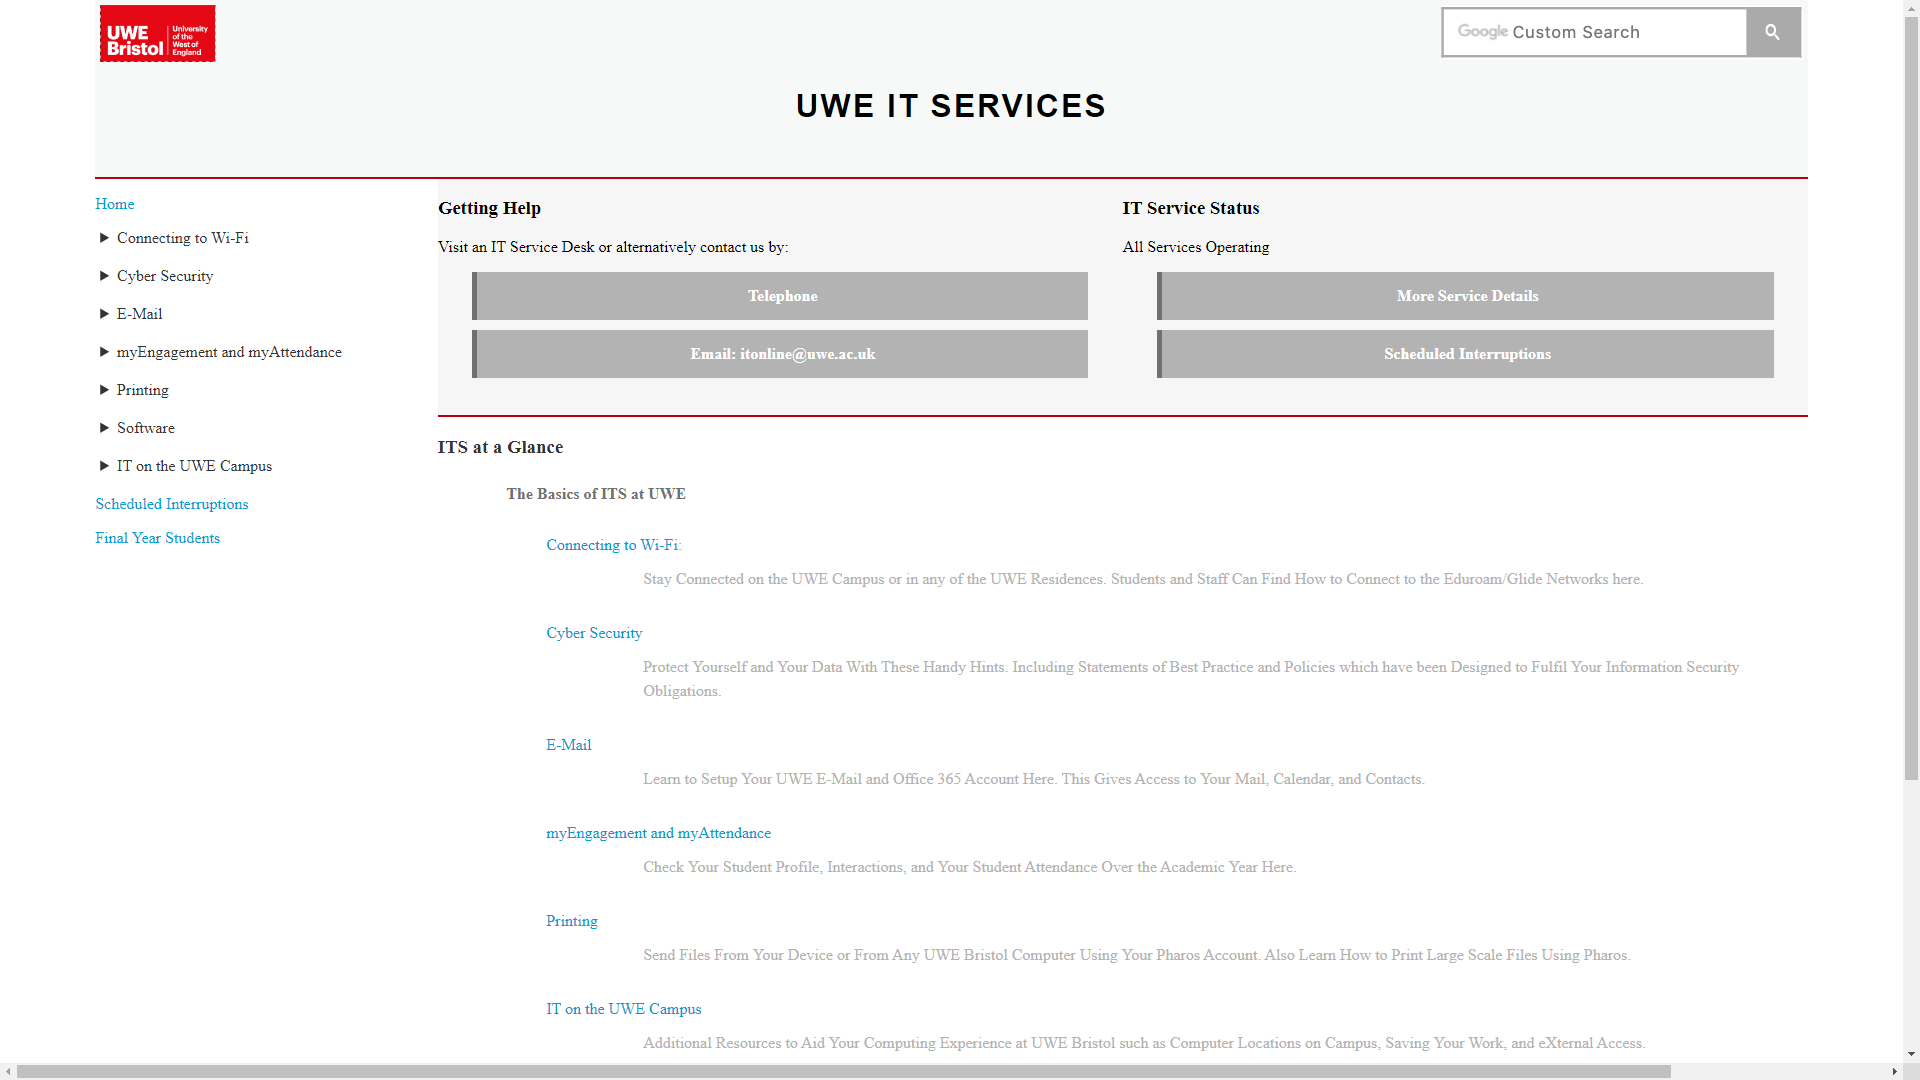 UWE Bristol University of the West of England
Google Custom Search
UWE IT SERVICES
Home
Connecting to Wi-Fi
Cyber Security
E-Mail
myEngagement and myAttendance
Printing
Software
IT on the UWE Campus
Scheduled Interruptions
Final Year Students
Getting Help
Visit an IT Service Desk or alternatively contact us by:
Telephone
Email: itonline@uwe.ac.uk
IT Service Status
All Services Operating
More Service Details
Scheduled Interruptions
ITS at a Glance
The Basics of ITS at UWE
Connecting to Wi-Fi:
Stay Connected on the UWE Campus or in any of the UWE Residences. Students and Staff Can Find How to Connect to the Eduroam/Glide Networks here.
Cyber Security
Protect Yourself and Your Data With These Handy Hints. Including Statements of Best Practice and Policies which have been Designed to Fulfil Your Information Security
Obligations.
E-Mail
Learn to Setup Your UWE E-Mail and Office 365 Account Here. This Gives Access to Your Mail, Calendar, and Contacts.
myEngagement and myAttendance
Check Your Student Profile, Interactions, and Your Student Attendance Over the Academic Year Here.
Printing
Send Files From Your Device or From Any UWE Bristol Computer Using Your Pharos Account. Also Learn How to Print Large Scale Files Using Pharos.
IT on the UWE Campus
Additional Resources to Aid Your Computing Experience at UWE Bristol such as Computer Locations on Campus, Saving Your Work, and eXternal Access.